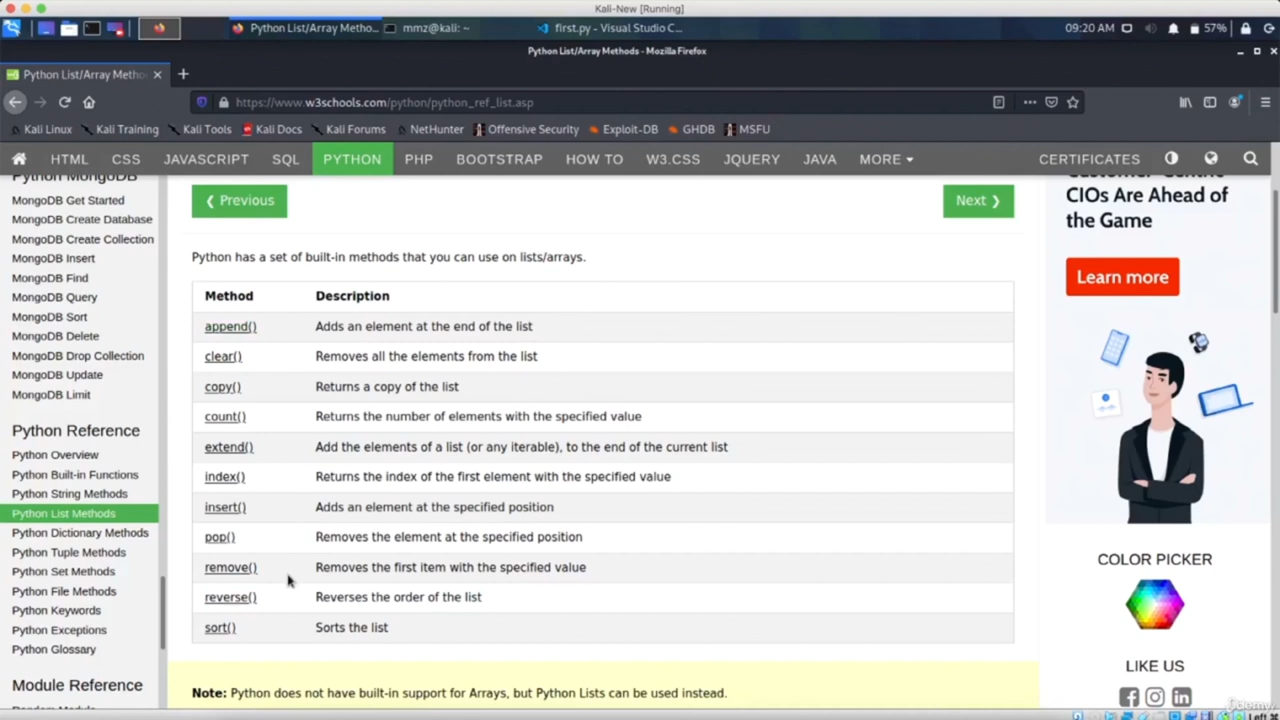 Kali-New [Running]
Python List/Array Metho...
mmz@kali: ~
first.py - Visual Studio C...
09:20 AM
57%
Python List/Array Methods - Mozilla Firefox
Python List/Array Metho
https://www.w3schools.com/python/python_ref_list.asp
Kali Linux
Kali Training
Kali Tools
Kali Docs
Kali Forums
NetHunter
Offensive Security
Exploit-DB
GHDB
MSFU
HTML
CSS
JAVASCRIPT
SQL
PYTHON
PHP
BOOTSTRAP
HOW TO
W3.CSS
JQUERY
JAVA
MORE
CERTIFICATES
Python MongoDB
MongoDB Get Started
MongoDB Create Database
MongoDB Create Collection
MongoDB Insert
MongoDB Find
MongoDB Query
MongoDB Sort
MongoDB Delete
MongoDB Drop Collection
MongoDB Update
MongoDB Limit
Python Reference
Python Overview
Python Built-in Functions
Python String Methods
Python List Methods
Python Dictionary Methods
Python Tuple Methods
Python Set Methods
Python File Methods
Python Keywords
Python Exceptions
Python Glossary
Module Reference
Random Module
❮ Previous
Next ❯
Python has a set of built-in methods that you can use on lists/arrays.
Method Description
append() Adds an element at the end of the list
clear() Removes all the elements from the list
copy() Returns a copy of the list
count() Returns the number of elements with the specified value
extend() Add the elements of a list (or any iterable), to the end of the current list
index() Returns the index of the first element with the specified value
insert() Adds an element at the specified position
pop() Removes the element at the specified position
remove() Removes the first item with the specified value
reverse() Reverses the order of the list
sort() Sorts the list
Note: Python does not have built-in support for Arrays, but Python Lists can be used instead.
Customer-Centric
CIOs Are Ahead of
the Game
Learn more
COLOR PICKER
LIKE US
Udemy
Left ⌘